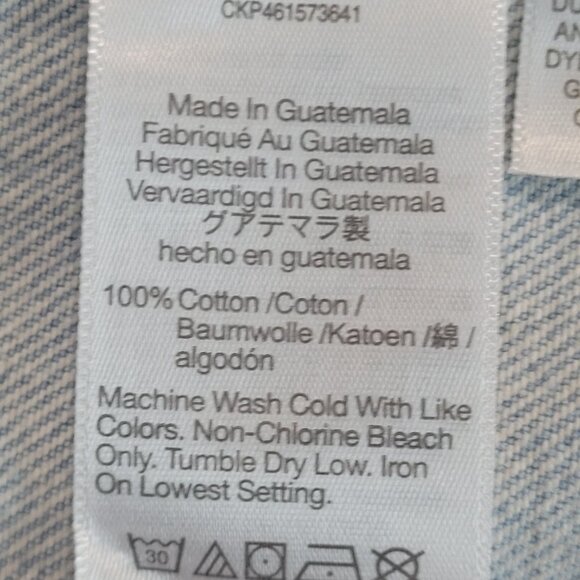 CKP461573641
Made In Guatemala
Fabriqué Au Guatemala
Hergestellt In Guatemala
Vervaardigd In Guatemala
グアテマラ製
hecho en guatemala
100% Cotton /Coton /
Baumwolle /Katoen /綿 /
algodón
Machine Wash Cold With Like
Colors. Non-Chlorine Bleach
Only. Tumble Dry Low. Iron
On Lowest Setting.
30